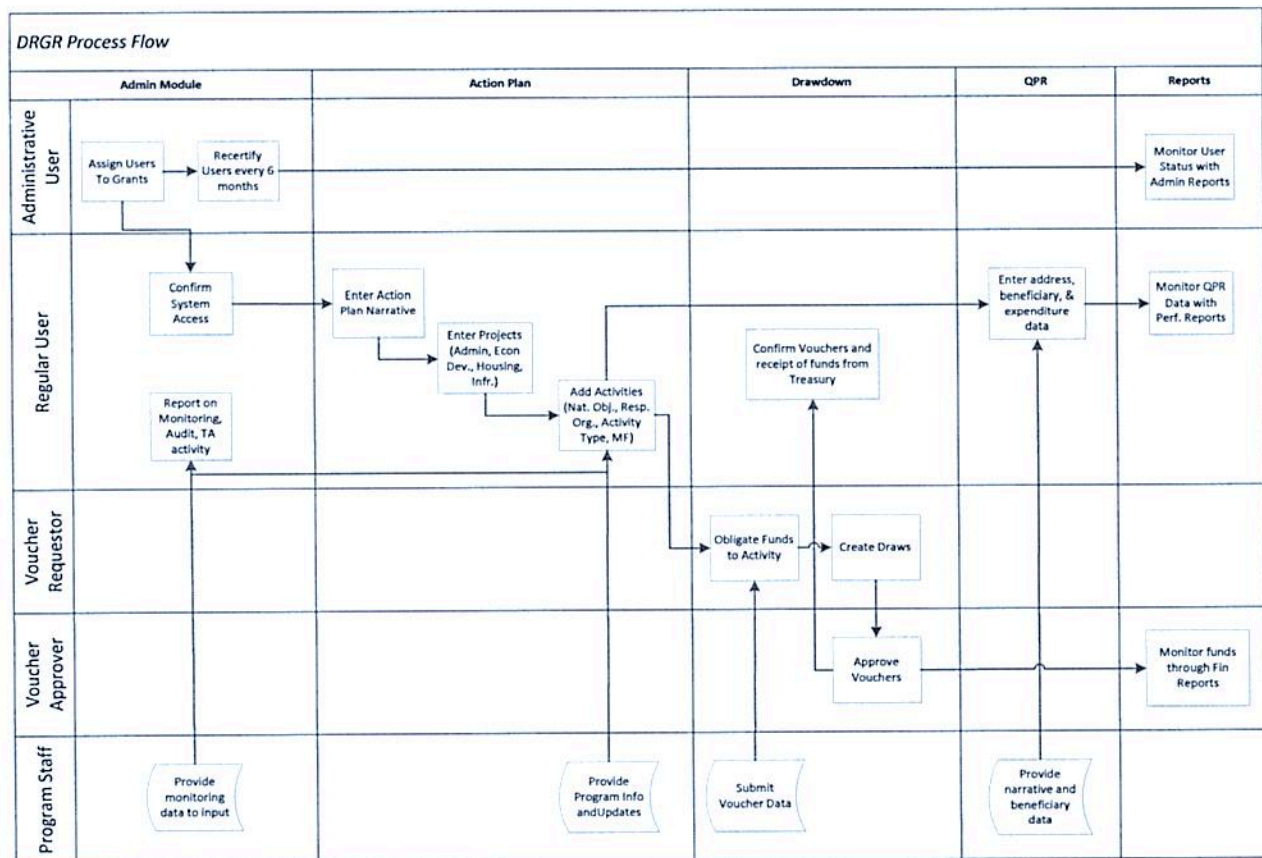 DRGR Process Flow
Admin Module
Action Plan
Drawdown
QPR
Reports
Administrative
User
Assign Users
To Grants
Recertify
Users every 6
months
Monitor User
Status with
Admin Reports
Regular User
Confirm
System
Access
Enter Action
Plan Narrative
Enter Projects
(Admin, Econ
Dev., Housing,
Infr.)
Add Activities
(Nat. Obj., Resp.
Org., Activity
Type, MF)
Confirm Vouchers and
receipt of funds from
Treasury
Enter address,
beneficiary, &
expenditure
data
Monitor QPR
Data with
Perf. Reports
Report on
Monitoring,
Audit, TA
activity
Voucher
Requestor
Obligate Funds
to Activity
Create Draws
Voucher
Approver
Approve
Vouchers
Monitor funds
through Fin
Reports
Program Staff
Provide
monitoring
data to input
Provide
Program Info
andUpdates
Submit
Voucher Data
Provide
narrative and
beneficiary
data